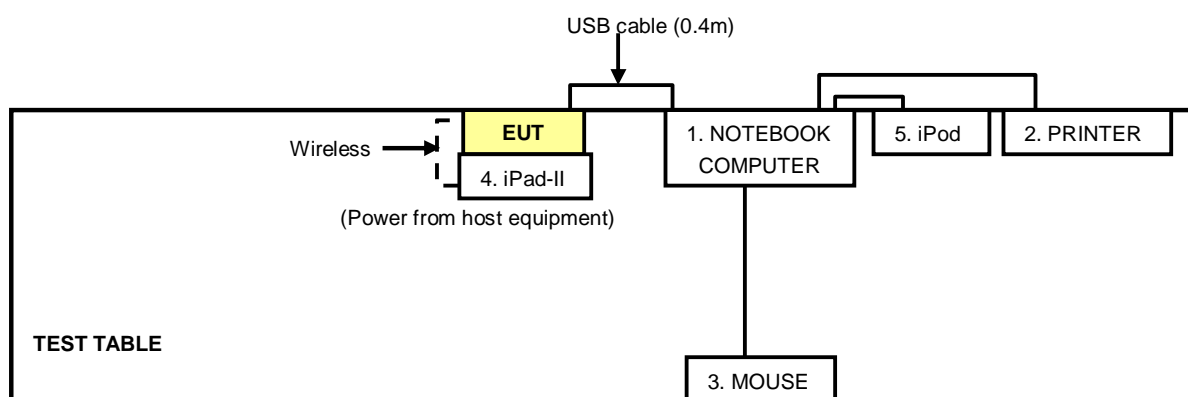 USB cable (0.4m)
EUT
1. NOTEBOOK
COMPUTER
5. iPod
2. PRINTER
Wireless
4. iPad-II
(Power from host equipment)
TEST TABLE
3. MOUSE